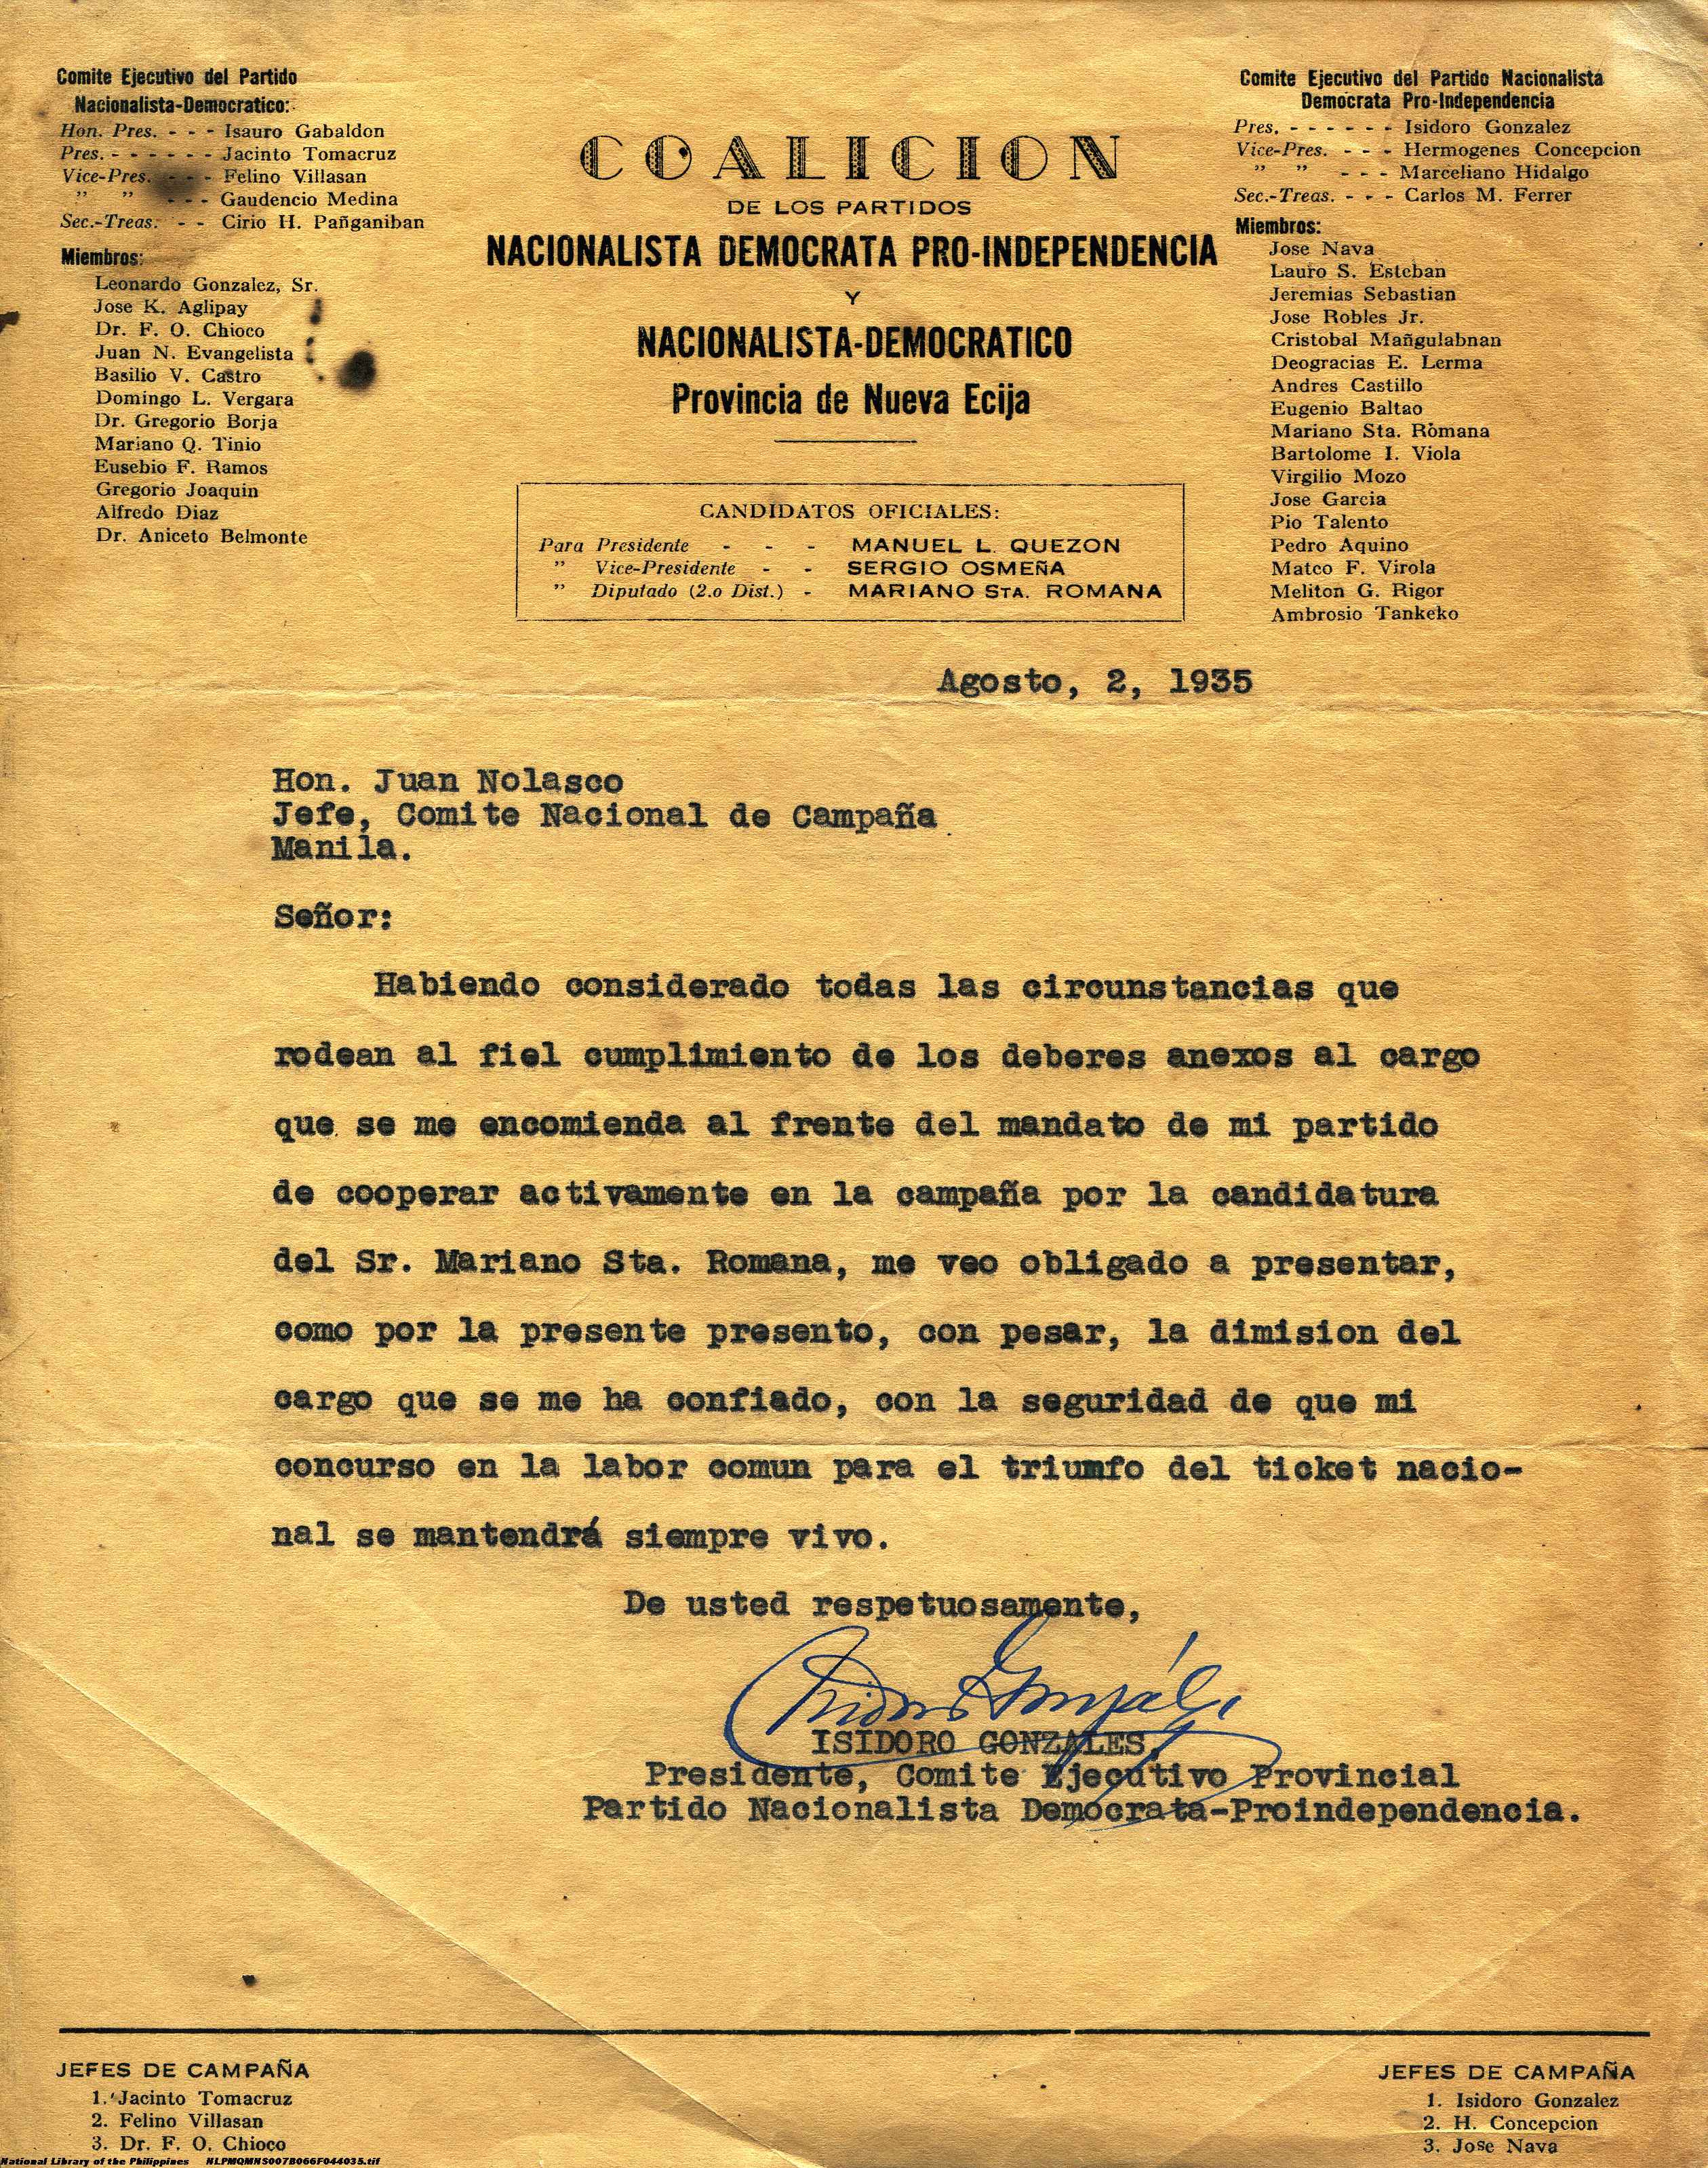 Comite Ejecutivo del Partido
Nacionalista-Democratico:
Hon. Pres. - - - Isauro Gabaldon
Pres. - - - - - - Jacinto Tomacruz
Vice-Pres. - - - Felino Villasan
" " - - - Gaudencio Medina
Sec.-Treas. - - Cirio H. Pañganiban
Miembros:
Leonardo Gonzalez, Sr.
Jose K. Aglipay
Dr. F. O. Chioco
Juan N. Evangelista
Basilio V. Castro
Domingo L. Vergara
Dr. Gregorio Borja
Mariano Q. Tinio
Eusebio F. Ramos
Gregorio Joaquin
Alfredo Diaz
Dr. Aniceto Belmonte
COALICION
DE LOS PARTIDOS
NACIONALISTA DEMOCRATA PRO-INDEPENDENCIA
Y
NACIONALISTA-DEMOCRATICO
Provincia de Nueva Ecija
CANDIDATOS OFICIALES:
Para Presidente - - - MANUEL L. QUEZON
" Vice-Presidente - - SERGIO OSMEÑA
" Diputado (2.o Dist.) - MARIANO STA. ROMANA
Comite Ejecutivo del Partido Nacionalista
Democrata Pro-Independencia
Pres. - - - - - - Isidoro Gonzalez
Vice-Pres. - - - Hermogenes Concepcion
" " - - - Marceliano Hidalgo
Sec.-Treas. - - - Carlos M. Ferrer
Miembros:
Jose Nava
Lauro S. Esteban
Jeremias Sebastian
Jose Robles Jr.
Cristobal Mañgulabnan
Deogracias E. Lerma
Andres Castillo
Eugenio Baltao
Mariano Sta. Romana
Bartolome I. Viola
Virgilio Mozo
Jose Garcia
Pio Talento
Pedro Aquino
Mateo F. Virola
Meliton G. Rigor
Ambrosio Tankeko
Agosto, 2, 1935
Hon. Juan Nolasco
Jefe, Comite Nacional de Campaña
Manila.
Señor:
Habiendo considerado todas las circunstancias que
rodean al fiel cumplimiento de los deberes anexos al cargo
que se me encomienda al frente del mandato de mi partido
de cooperar activamente en la campaña por la candidatura
del Sr. Mariano Sta. Romana, me veo obligado a presentar,
como por la presente presento, con pesar, la dimision del
cargo que se me ha confiado, con la seguridad de que mi
concurso en la labor comun para el triumfo del ticket nacio-
nal se mantendrá siempre vivo.
De usted respetuosamente,
Isidoro Gonzáles
ISIDORO GONZALES,
Presidente, Comite Ejecutivo Provincial
Partido Nacionalista Democrata-Proindependencia.
JEFES DE CAMPAÑA
1. Jacinto Tomacruz
2. Felino Villasan
3. Dr. F. O. Chioco
JEFES DE CAMPAÑA
1. Isidoro Gonzalez
2. H. Concepcion
3. Jose Nava
National Library of the Philippines NLPMQMNS007B066F044035.tif